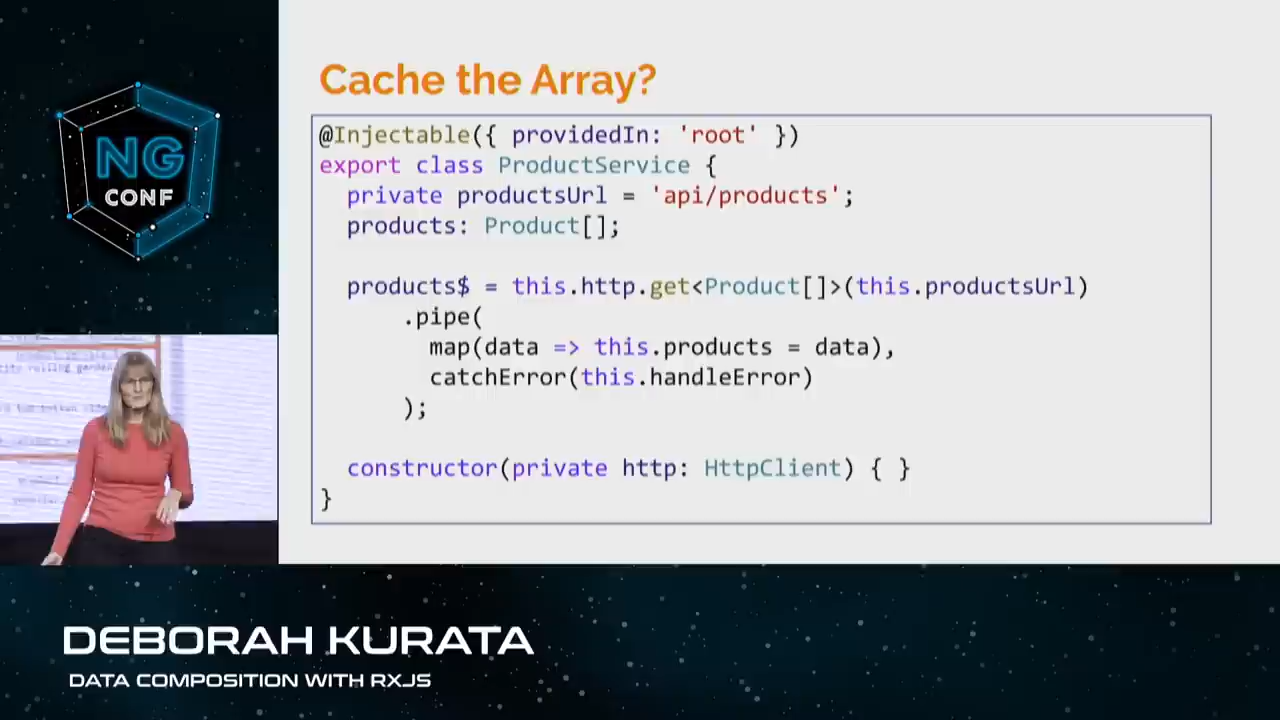 NG
CONF
Cache the Array?
@Injectable({ providedIn: 'root' })
export class ProductService {
private productsUrl = 'api/products';
products: Product[];
products$ = this.http.get<Product[]>(this.productsUrl)
.pipe(
map(data => this.products = data),
catchError(this.handleError)
);
constructor(private http: HttpClient) { }
}
DEBORAH KURATA
DATA COMPOSITION WITH RXJS